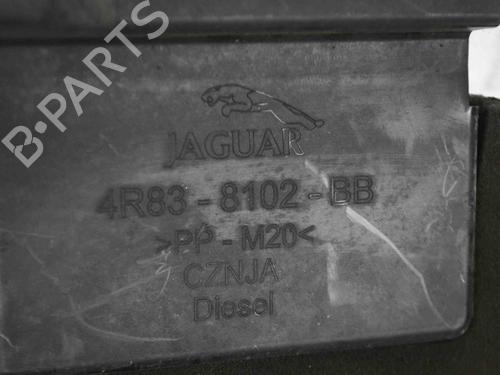 B-PARTS
JAGUAR
4R83 - 8102 - BB
>PP - M20<
CZNJA
Diesel